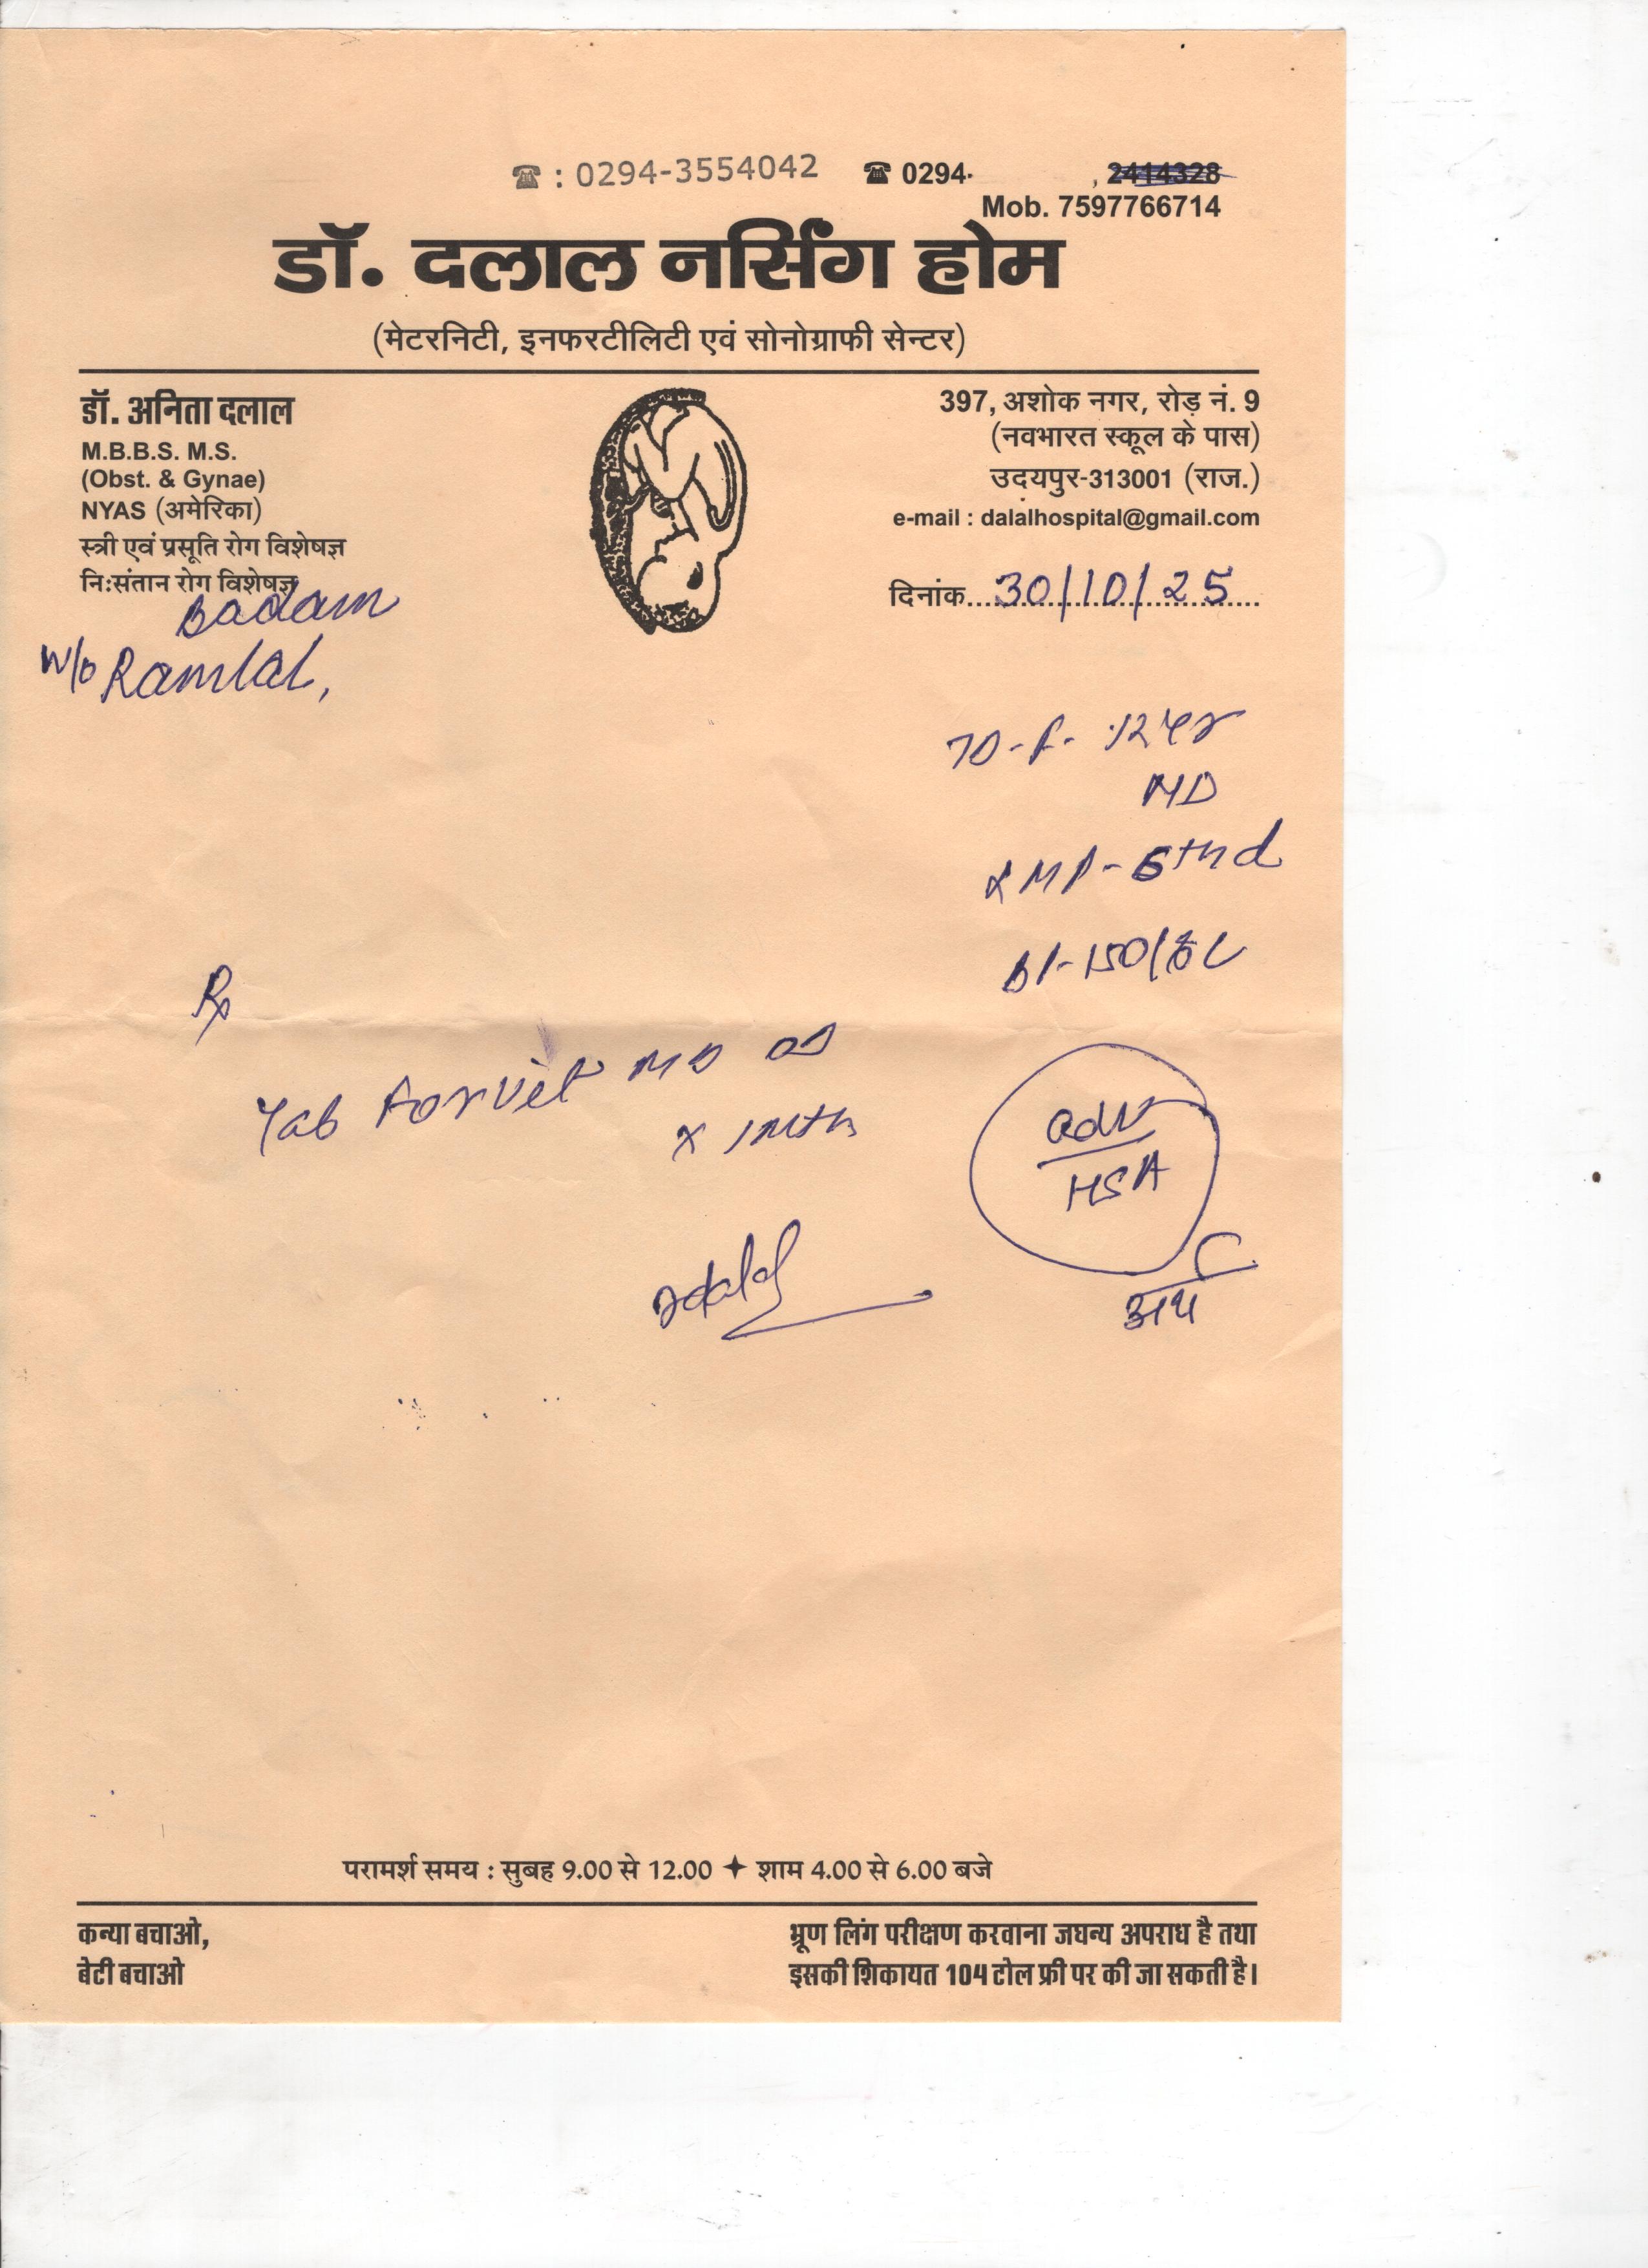 ☎ : 0294-3554042 ☎ 0294- , 2414328
Mob. 7597766714
डॉ. दलाल नर्सिंग होम
(मेटरनिटी, इनफरटीलिटी एवं सोनोग्राफी सेन्टर)
डॉ. अनिता दलाल
M.B.B.S. M.S.
(Obst. & Gynae)
NYAS (अमेरिका)
स्त्री एवं प्रसूति रोग विशेषज्ञ
नि:संतान रोग विशेषज्ञ
397, अशोक नगर, रोड़ नं. 9
(नवभारत स्कूल के पास)
उदयपुर-313001 (राज.)
e-mail : dalalhospital@gmail.com
दिनांक 30/10/25
Badam
W/o Ramlal,
LMP-
Rx
Tab
adv
परामर्श समय : सुबह 9.00 से 12.00 ✦ शाम 4.00 से 6.00 बजे
कन्या बचाओ,
बेटी बचाओ
भ्रूण लिंग परीक्षण करवाना जघन्य अपराध है तथा
इसकी शिकायत 104 टोल फ्री पर की जा सकती है।